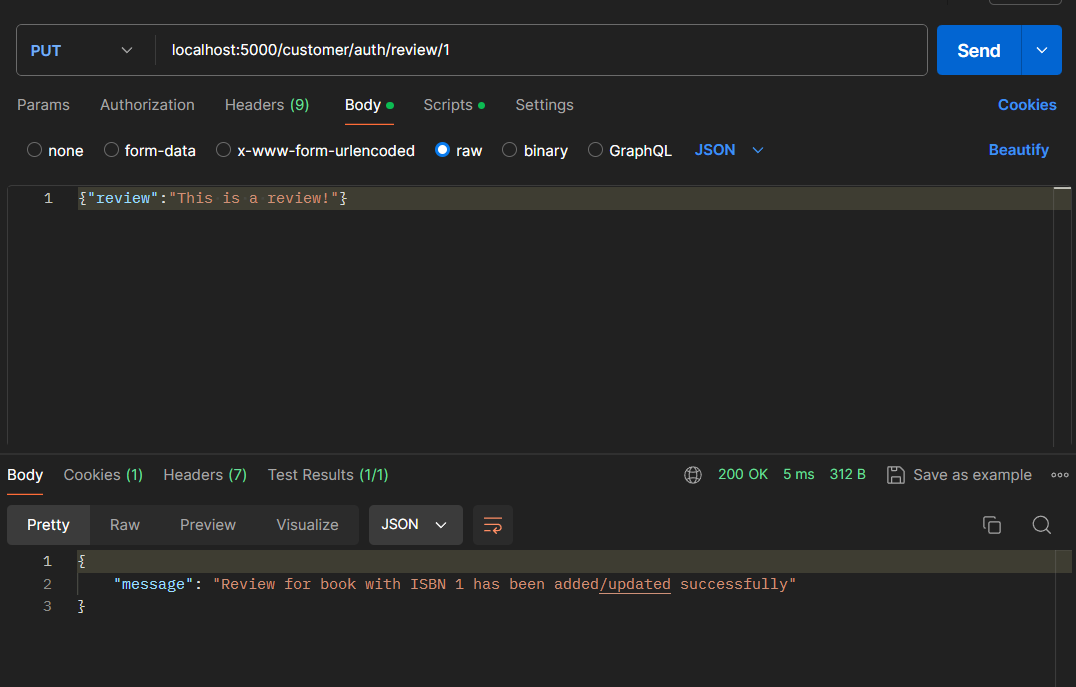 PUT localhost:5000/customer/auth/review/1 Send
Params Authorization Headers (9) Body Scripts Settings Cookies
none form-data x-www-form-urlencoded raw binary GraphQL JSON Beautify
1 {"review":"This is a review!"}
Body Cookies (1) Headers (7) Test Results (1/1) 200 OK 5 ms 312 B Save as example
Pretty Raw Preview Visualize JSON
1 {
2 "message": "Review for book with ISBN 1 has been added/updated successfully"
3 }